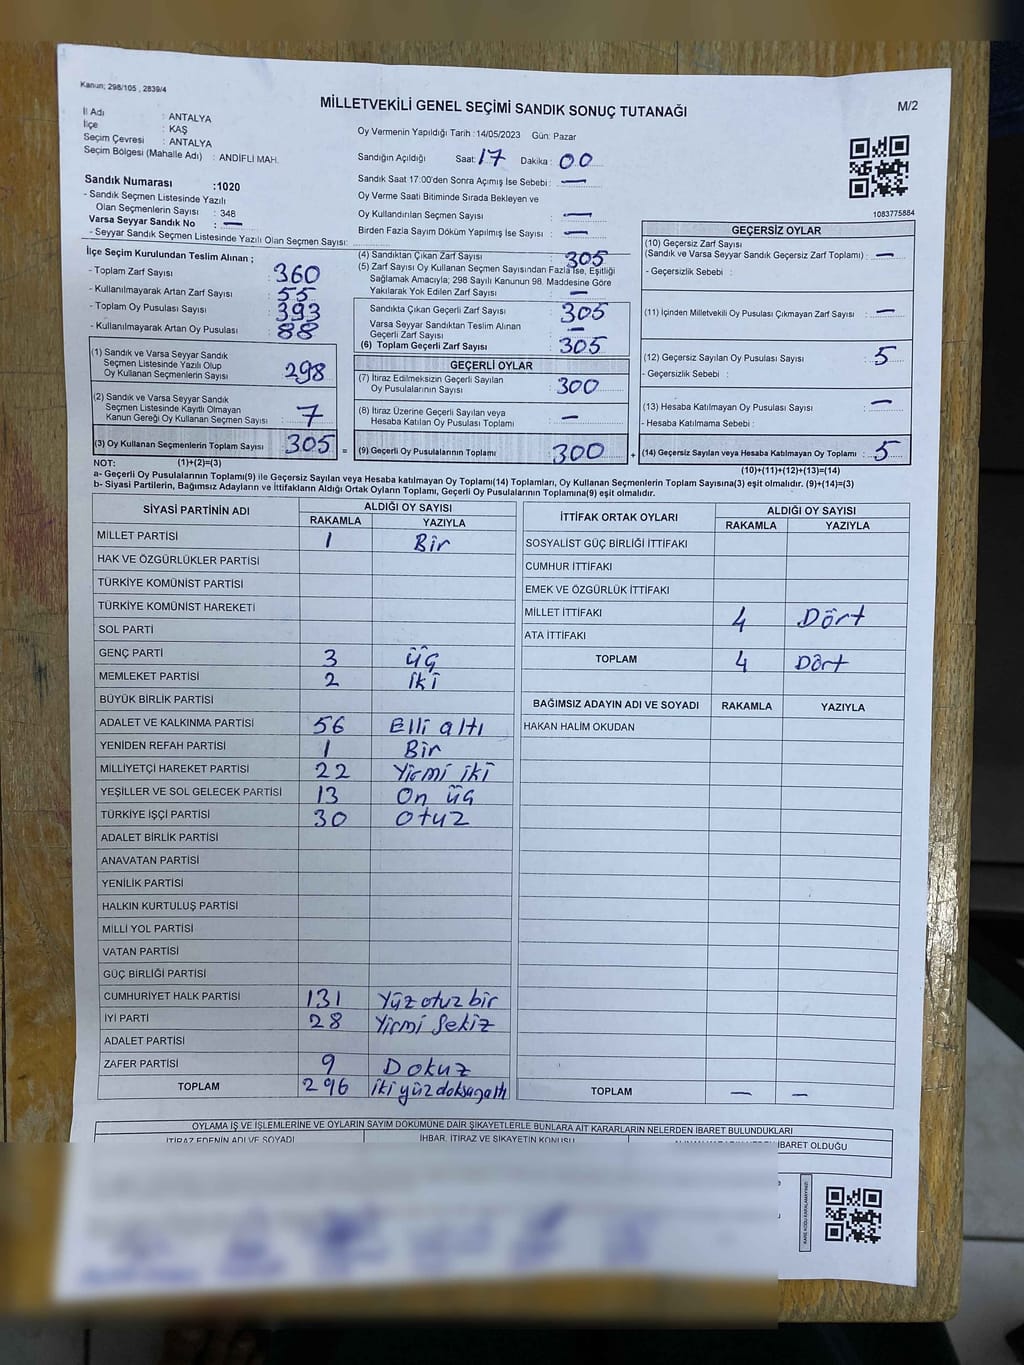 Kanun; 298/105 , 2839/4
MİLLETVEKİLİ GENEL SEÇİMİ SANDIK SONUÇ TUTANAĞI
M/2
İl Adı : ANTALYA
İlçe : KAŞ
Seçim Çevresi : ANTALYA
Seçim Bölgesi (Mahalle Adı) : ANDİFLİ MAH.
Sandık Numarası :1020
- Sandık Seçmen Listesinde Yazılı
Olan Seçmenlerin Sayısı : 348
Varsa Seyyar Sandık No : —
- Seyyar Sandık Seçmen Listesinde Yazılı Olan Seçmen Sayısı:
Oy Vermenin Yapıldığı Tarih : 14/05/2023 Gün: Pazar
Sandığın Açıldığı Saat: 17 Dakika : 00
Sandık Saat 17:00'den Sonra Açımış İse Sebebi : —
Oy Verme Saati Bitiminde Sırada Bekleyen ve
Oy Kullandırılan Seçmen Sayısı : —
Birden Fazla Sayım Döküm Yapılmış İse Sayısı : —
1083775884
İlçe Seçim Kurulundan Teslim Alınan ;
- Toplam Zarf Sayısı : 360
- Kullanılmayarak Artan Zarf Sayısı : 55
- Toplam Oy Pusulası Sayısı : 393
- Kullanılmayarak Artan Oy Pusulası : 88
(1) Sandık ve Varsa Seyyar Sandık
Seçmen Listesinde Yazılı Olup
Oy Kullanan Seçmenlerin Sayısı : 298
(2) Sandık ve Varsa Seyyar Sandık
Seçmen Listesinde Kayıtlı Olmayan
Kanun Gereği Oy Kullanan Seçmen Sayısı : 7
(3) Oy Kullanan Seçmenlerin Toplam Sayısı : 305 =
(4) Sandıktan Çıkan Zarf Sayısı : 305
(5) Zarf Sayısı Oy Kullanan Seçmen Sayısından Fazla İse, Eşitliği
Sağlamak Amacıyla; 298 Sayılı Kanunun 98. Maddesine Göre
Yakılarak Yok Edilen Zarf Sayısı : —
Sandıkta Çıkan Geçerli Zarf Sayısı : 305
Varsa Seyyar Sandıktan Teslim Alınan
Geçerli Zarf Sayısı : —
(6) Toplam Geçerli Zarf Sayısı : 305
GEÇERLİ OYLAR
(7) İtiraz Edilmeksizin Geçerli Sayılan
Oy Pusulalarının Sayısı : 300
(8) İtiraz Üzerine Geçerli Sayılan veya
Hesaba Katılan Oy Pusulası Toplamı : —
(9) Geçerli Oy Pusulalarının Toplamı : 300 +
GEÇERSİZ OYLAR
(10) Geçersiz Zarf Sayısı
(Sandık ve Varsa Seyyar Sandık Geçersiz Zarf Toplamı) : —
- Geçersizlik Sebebi :
(11) İçinden Milletvekili Oy Pusulası Çıkmayan Zarf Sayısı : —
(12) Geçersiz Sayılan Oy Pusulası Sayısı : 5
- Geçersizlik Sebebi :
(13) Hesaba Katılmayan Oy Pusulası Sayısı : —
- Hesaba Katılmama Sebebi :
(14) Geçersiz Sayılan veya Hesaba Katılmayan Oy Toplamı : 5
NOT: (1)+(2)=(3)
(10)+(11)+(12)+(13)=(14)
a- Geçerli Oy Pusulalarının Toplamı(9) ile Geçersiz Sayılan veya Hesaba katılmayan Oy Toplamı(14) Toplamları, Oy Kullanan Seçmenlerin Toplam Sayısına(3) eşit olmalıdır. (9)+(14)=(3)
b- Siyasi Partilerin, Bağımsız Adayların ve İttifakların Aldığı Ortak Oyların Toplamı, Geçerli Oy Pusulalarının Toplamına(9) eşit olmalıdır.
SİYASİ PARTİNİN ADI ALDIĞI OY SAYISI
RAKAMLA YAZIYLA
MİLLET PARTİSİ 1 Bir
HAK VE ÖZGÜRLÜKLER PARTİSİ
TÜRKİYE KOMÜNİST PARTİSİ
TÜRKİYE KOMÜNİST HAREKETİ
SOL PARTİ
GENÇ PARTİ 3 üç
MEMLEKET PARTİSİ 2 iki
BÜYÜK BİRLİK PARTİSİ
ADALET VE KALKINMA PARTİSİ 56 Elli altı
YENİDEN REFAH PARTİSİ 1 Bir
MİLLİYETÇİ HAREKET PARTİSİ 22 Yirmi iki
YEŞİLLER VE SOL GELECEK PARTİSİ 13 On üç
TÜRKİYE İŞÇİ PARTİSİ 30 Otuz
ADALET BİRLİK PARTİSİ
ANAVATAN PARTİSİ
YENİLİK PARTİSİ
HALKIN KURTULUŞ PARTİSİ
MİLLİ YOL PARTİSİ
VATAN PARTİSİ
GÜÇ BİRLİĞİ PARTİSİ
CUMHURİYET HALK PARTİSİ 131 Yüz otuz bir
İYİ PARTİ 28 Yirmi Sekiz
ADALET PARTİSİ
ZAFER PARTİSİ 9 Dokuz
TOPLAM 296 iki yüz doksan altı
İTTİFAK ORTAK OYLARI ALDIĞI OY SAYISI
RAKAMLA YAZIYLA
SOSYALİST GÜÇ BİRLİĞİ İTTİFAKI
CUMHUR İTTİFAKI
EMEK VE ÖZGÜRLÜK İTTİFAKI
MİLLET İTTİFAKI 4 Dört
ATA İTTİFAKI
TOPLAM 4 Dört
BAĞIMSIZ ADAYIN ADI VE SOYADI RAKAMLA YAZIYLA
HAKAN HALİM OKUDAN
TOPLAM — —
OYLAMA İŞ VE İŞLEMLERİNE VE OYLARIN SAYIM DÖKÜMÜNE DAİR ŞİKAYETLERLE BUNLARA AİT KARARLARIN NELERDEN İBARET BULUNDUKLARI
İTİRAZ EDENİN ADI VE SOYADI İHBAR, İTİRAZ VE ŞİKAYETİN KONUSU İBARET OLDUĞU